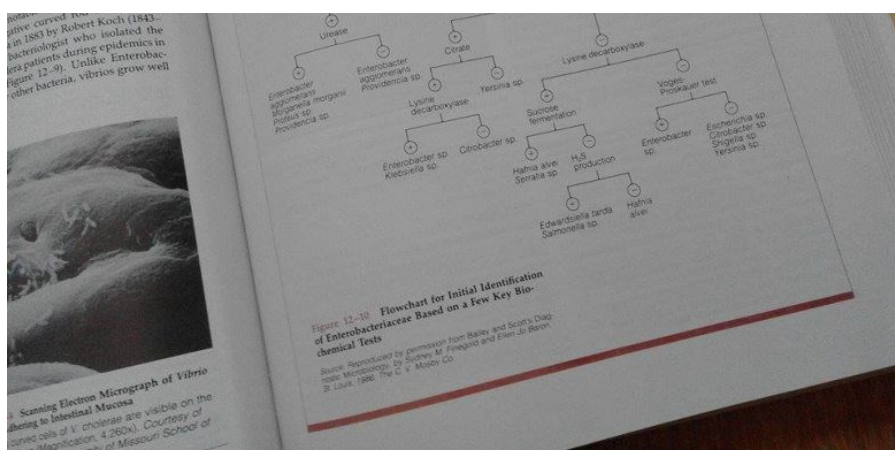 ative curved
a in 1883 by Robert Koch (1843–
bacteriologist who isolated the
lera patients during epidemics in
Figure 12–9). Unlike Enterobac-
other bacteria, vibrios grow well
Scanning Electron Micrograph of Vibrio
dhering to Intestinal Mucosa
curved cells of V. cholerae are visible on the
(Magnification, 4,260x). Courtesy of
y of Missouri School of
+
Urease
+
Enterobacter
agglomerans
Morganella morganii
Proteus sp.
Providencia sp.
−
Enterobacter
agglomerans
Providencia sp.
−
Citrate
+
Lysine
decarboxylase
−
Yersinia sp.
+
Enterobacter sp.
Klebsiella sp.
−
Citrobacter sp.
−
Lysine decarboxylase
+
Sucrose
fermentation
+
Hafnia alvei
Serratia sp.
−
H₂S
production
+
Edwardsiella tarda
Salmonella sp.
−
Hafnia
alvei
−
Voges-
Proskauer test
+
Enterobacter
sp.
−
Escherichia sp.
Citrobacter sp.
Shigella sp.
Yersinia sp.
Figure 12–10 Flowchart for Initial Identification
of Enterobacteriaceae Based on a Few Key Bio-
chemical Tests
Source: Reproduced by permission from Bailey and Scott's Diag-
nostic Microbiology, by Sydney M. Finegold and Ellen Jo Baron,
St. Louis, 1986, The C. V. Mosby Co.